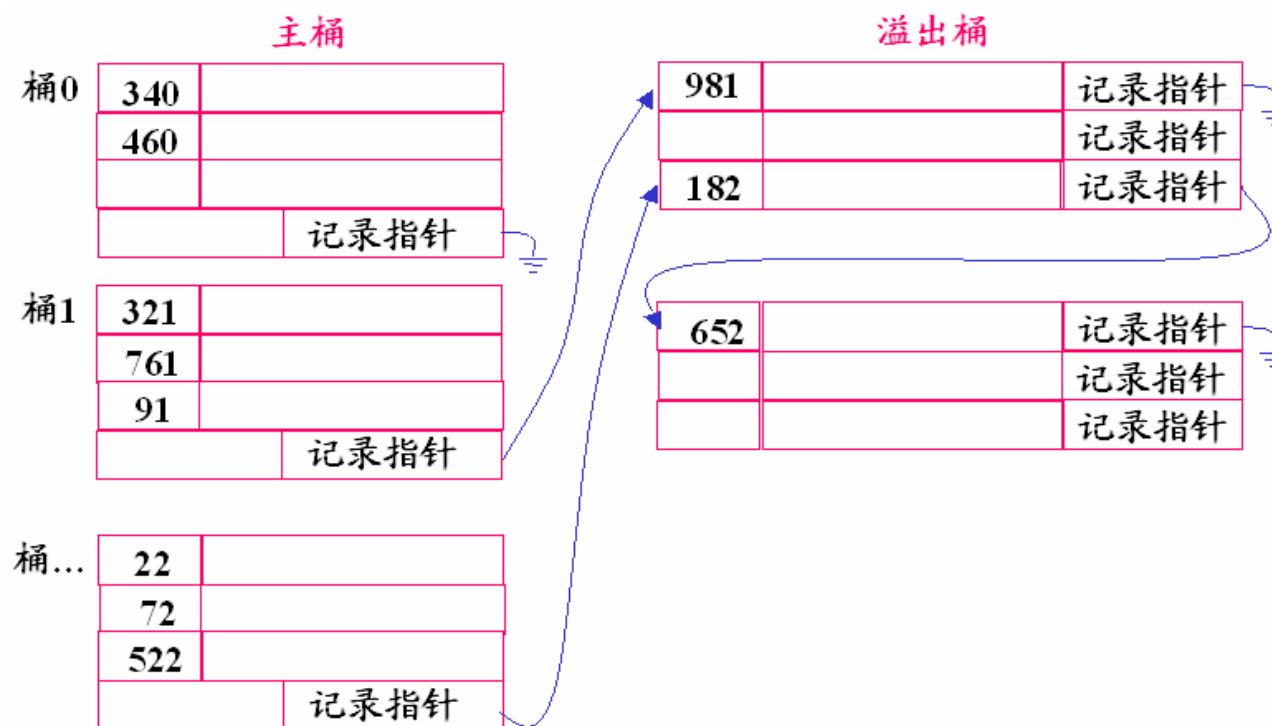 主桶
桶0
340
460
记录指针
桶1
321
761
91
记录指针
桶...
22
72
522
记录指针
溢出桶
981 记录指针
记录指针
182 记录指针
652 记录指针
记录指针
记录指针